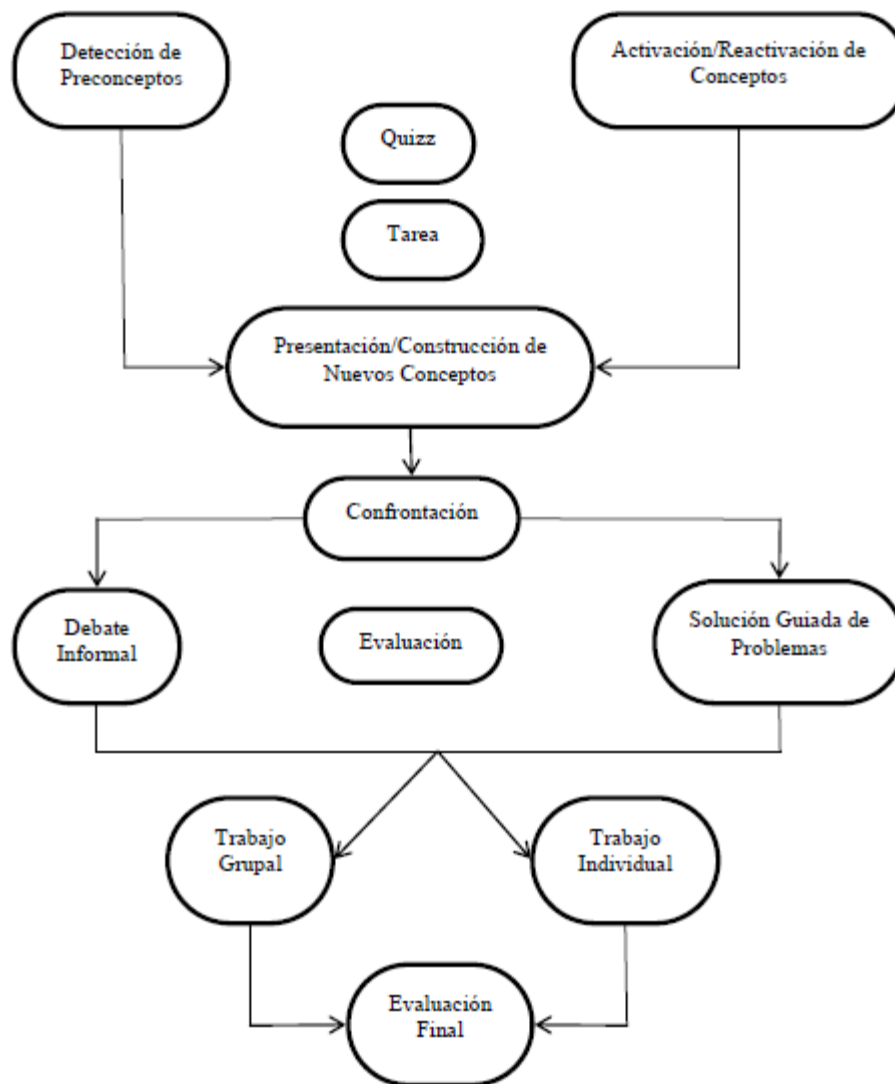 Detección de
Preconceptos
Activación/Reactivación de
Conceptos
Quizz
Tarea
Presentación/Construcción de
Nuevos Conceptos
Confrontación
Debate
Informal
Evaluación
Solución Guiada de
Problemas
Trabajo
Grupal
Trabajo
Individual
Evaluación
Final